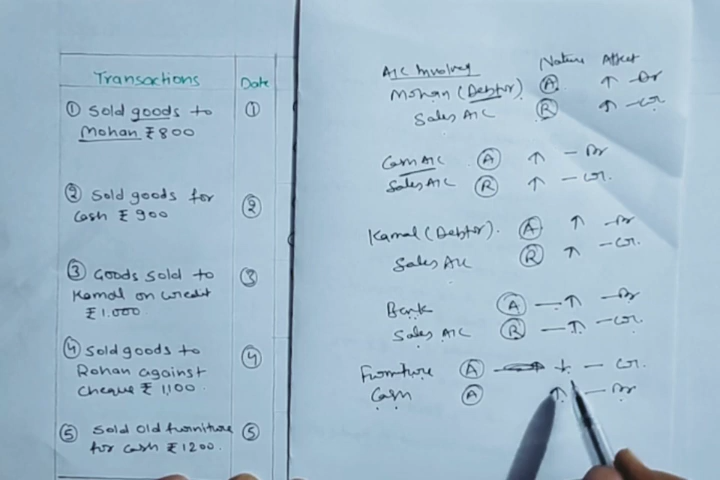 Transactions Date
① Sold goods to ①
Mohan ₹800
② Sold goods for
Cash ₹ 900 ②
③ Goods sold to ③
Kamal on credit
₹1,000
④ Sold goods to ④
Rohan against
Cheque ₹ 1,100
⑤ Sold old furniture ⑤
for cash ₹1200.
A/C Involving Nature Affect
Mohan (Debtor) Ⓐ ↑ – Dr
Sales A/C Ⓡ ↑ – Cr.
Cash A/C Ⓐ ↑ – Dr
Sales A/C Ⓡ ↑ – Cr.
Kamal (Debtor). Ⓐ ↑ – Dr
Sales A/C Ⓡ ↑ – Cr.
Bank Ⓐ – ↑ – Dr
Sales A/C Ⓡ – ↑ – Cr.
Furniture Ⓐ ↓ – Cr.
Cash Ⓐ ↑ – Dr